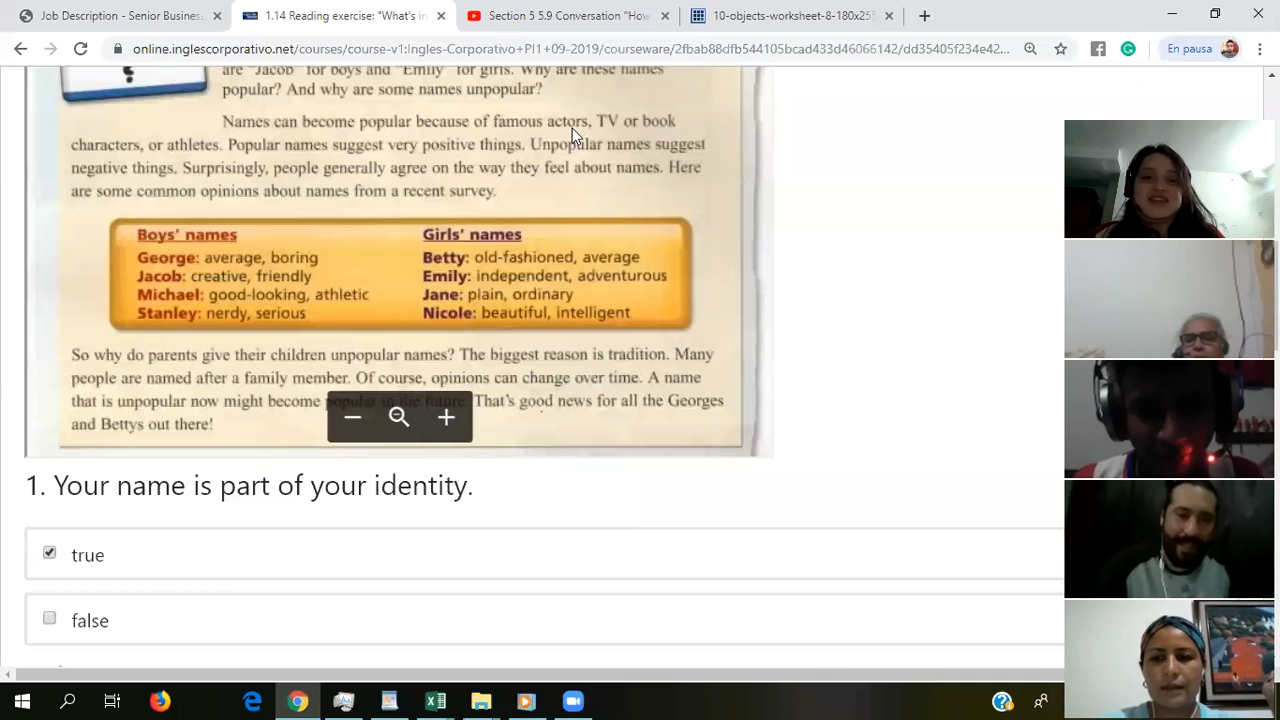 Job Description - Senior Busines
1.14 Reading exercise: "What's in
Section 5 5.9 Conversation "How
10-objects-worksheet-8-180x255
online.inglescorporativo.net/courses/course-v1:Ingles-Corporativo+PI1+09-2019/courseware/2fbab88dfb544105bcad433d46066142/dd35405f234e42...
En pausa
are "Jacob" for boys and "Emily" for girls. Why are these names
popular? And why are some names unpopular?
Names can become popular because of famous actors, TV or book
characters, or athletes. Popular names suggest very positive things. Unpopular names suggest
negative things. Surprisingly, people generally agree on the way they feel about names. Here
are some common opinions about names from a recent survey.
Boys' names
George: average, boring
Jacob: creative, friendly
Michael: good-looking, athletic
Stanley: nerdy, serious
Girls' names
Betty: old-fashioned, average
Emily: independent, adventurous
Jane: plain, ordinary
Nicole: beautiful, intelligent
So why do parents give their children unpopular names? The biggest reason is tradition. Many
people are named after a family member. Of course, opinions can change over time. A name
that is unpopular now might become popular in the future. That's good news for all the Georges
and Bettys out there!
1. Your name is part of your identity.
true
false